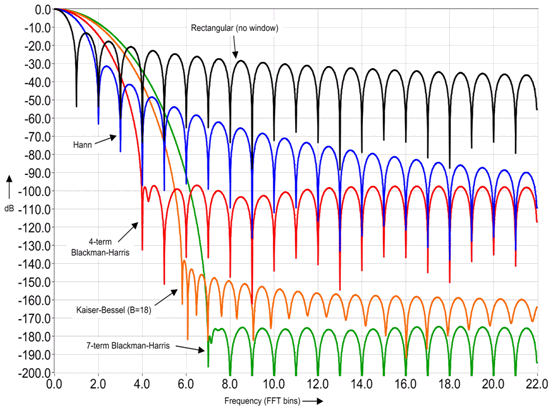 0.0
-10.0
-20.0
-30.0
-40.0
-50.0
-60.0
-70.0
-80.0
-90.0
-100.0
-110.0
-120.0
-130.0
-140.0
-150.0
-160.0
-170.0
-180.0
-190.0
-200.0
dB
Rectangular (no window)
Hann
4-term
Blackman-Harris
Kaiser-Bessel (B=18)
7-term Blackman-Harris
0.0 2.0 4.0 6.0 8.0 10.0 12.0 14.0 16.0 18.0 20.0 22.0
Frequency (FFT bins)